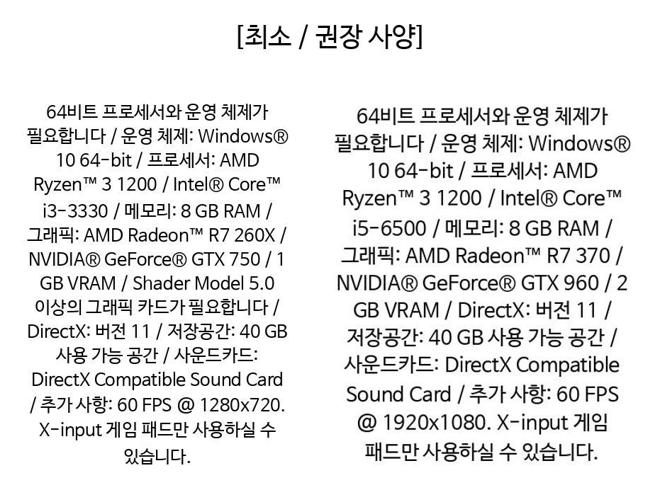 [최소 / 권장 사양]
64비트 프로세서와 운영 체제가
필요합니다 / 운영 체제: Windows®
10 64-bit / 프로세서: AMD
Ryzen™ 3 1200 / Intel® Core™
i3-3330 / 메모리: 8 GB RAM /
그래픽: AMD Radeon™ R7 260X /
NVIDIA® GeForce® GTX 750 / 1
GB VRAM / Shader Model 5.0
이상의 그래픽 카드가 필요합니다 /
DirectX: 버전 11 / 저장공간: 40 GB
사용 가능 공간 / 사운드카드:
DirectX Compatible Sound Card
/ 추가 사항: 60 FPS @ 1280x720.
X-input 게임 패드만 사용하실 수
있습니다.
64비트 프로세서와 운영 체제가
필요합니다 / 운영 체제: Windows®
10 64-bit / 프로세서: AMD
Ryzen™ 3 1200 / Intel® Core™
i5-6500 / 메모리: 8 GB RAM /
그래픽: AMD Radeon™ R7 370 /
NVIDIA® GeForce® GTX 960 / 2
GB VRAM / DirectX: 버전 11 /
저장공간: 40 GB 사용 가능 공간 /
사운드카드: DirectX Compatible
Sound Card / 추가 사항: 60 FPS
@ 1920x1080. X-input 게임
패드만 사용하실 수 있습니다.